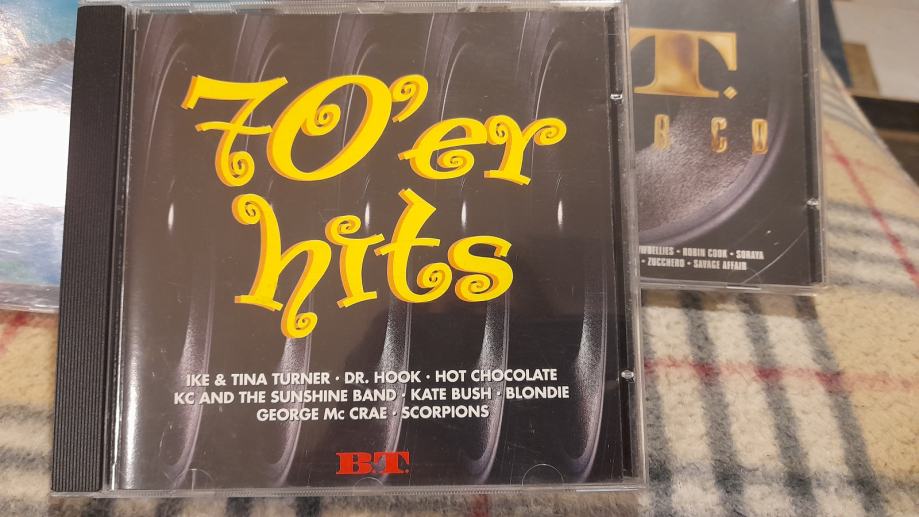 70'er
hits
IKE & TINA TURNER · DR. HOOK · HOT CHOCOLATE
KC AND THE SUNSHINE BAND · KATE BUSH · BLONDIE
GEORGE Mc CRAE · SCORPIONS
B.T.
T.
CD
· ROBIN COOK · SORAYA
· ZUCCHERO · SAVAGE AFFAIR